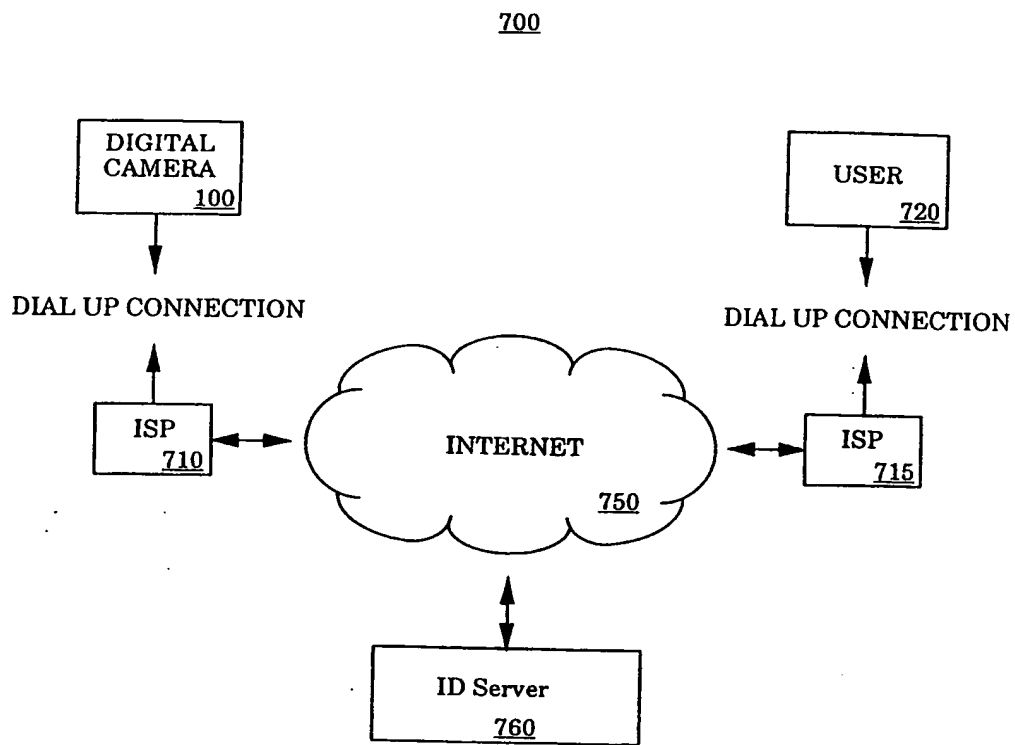 700
DIGITAL
CAMERA
100
USER
720
DIAL UP CONNECTION
DIAL UP CONNECTION
ISP
710
INTERNET
750
ISP
715
ID Server
760